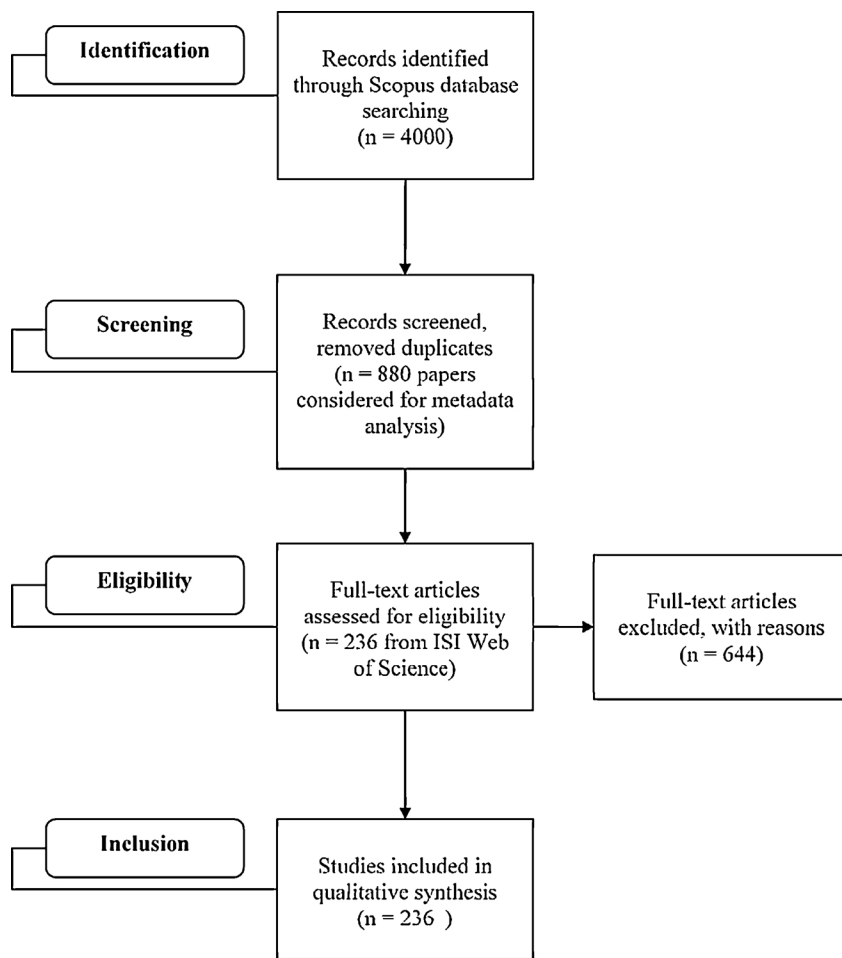 Identification
Records identified
through Scopus database
searching
(n = 4000)
Screening
Records screened,
removed duplicates
(n = 880 papers
considered for metadata
analysis)
Eligibility
Full-text articles
assessed for eligibility
(n = 236 from ISI Web
of Science)
Full-text articles
excluded, with reasons
(n = 644)
Inclusion
Studies included in
qualitative synthesis
(n = 236 )